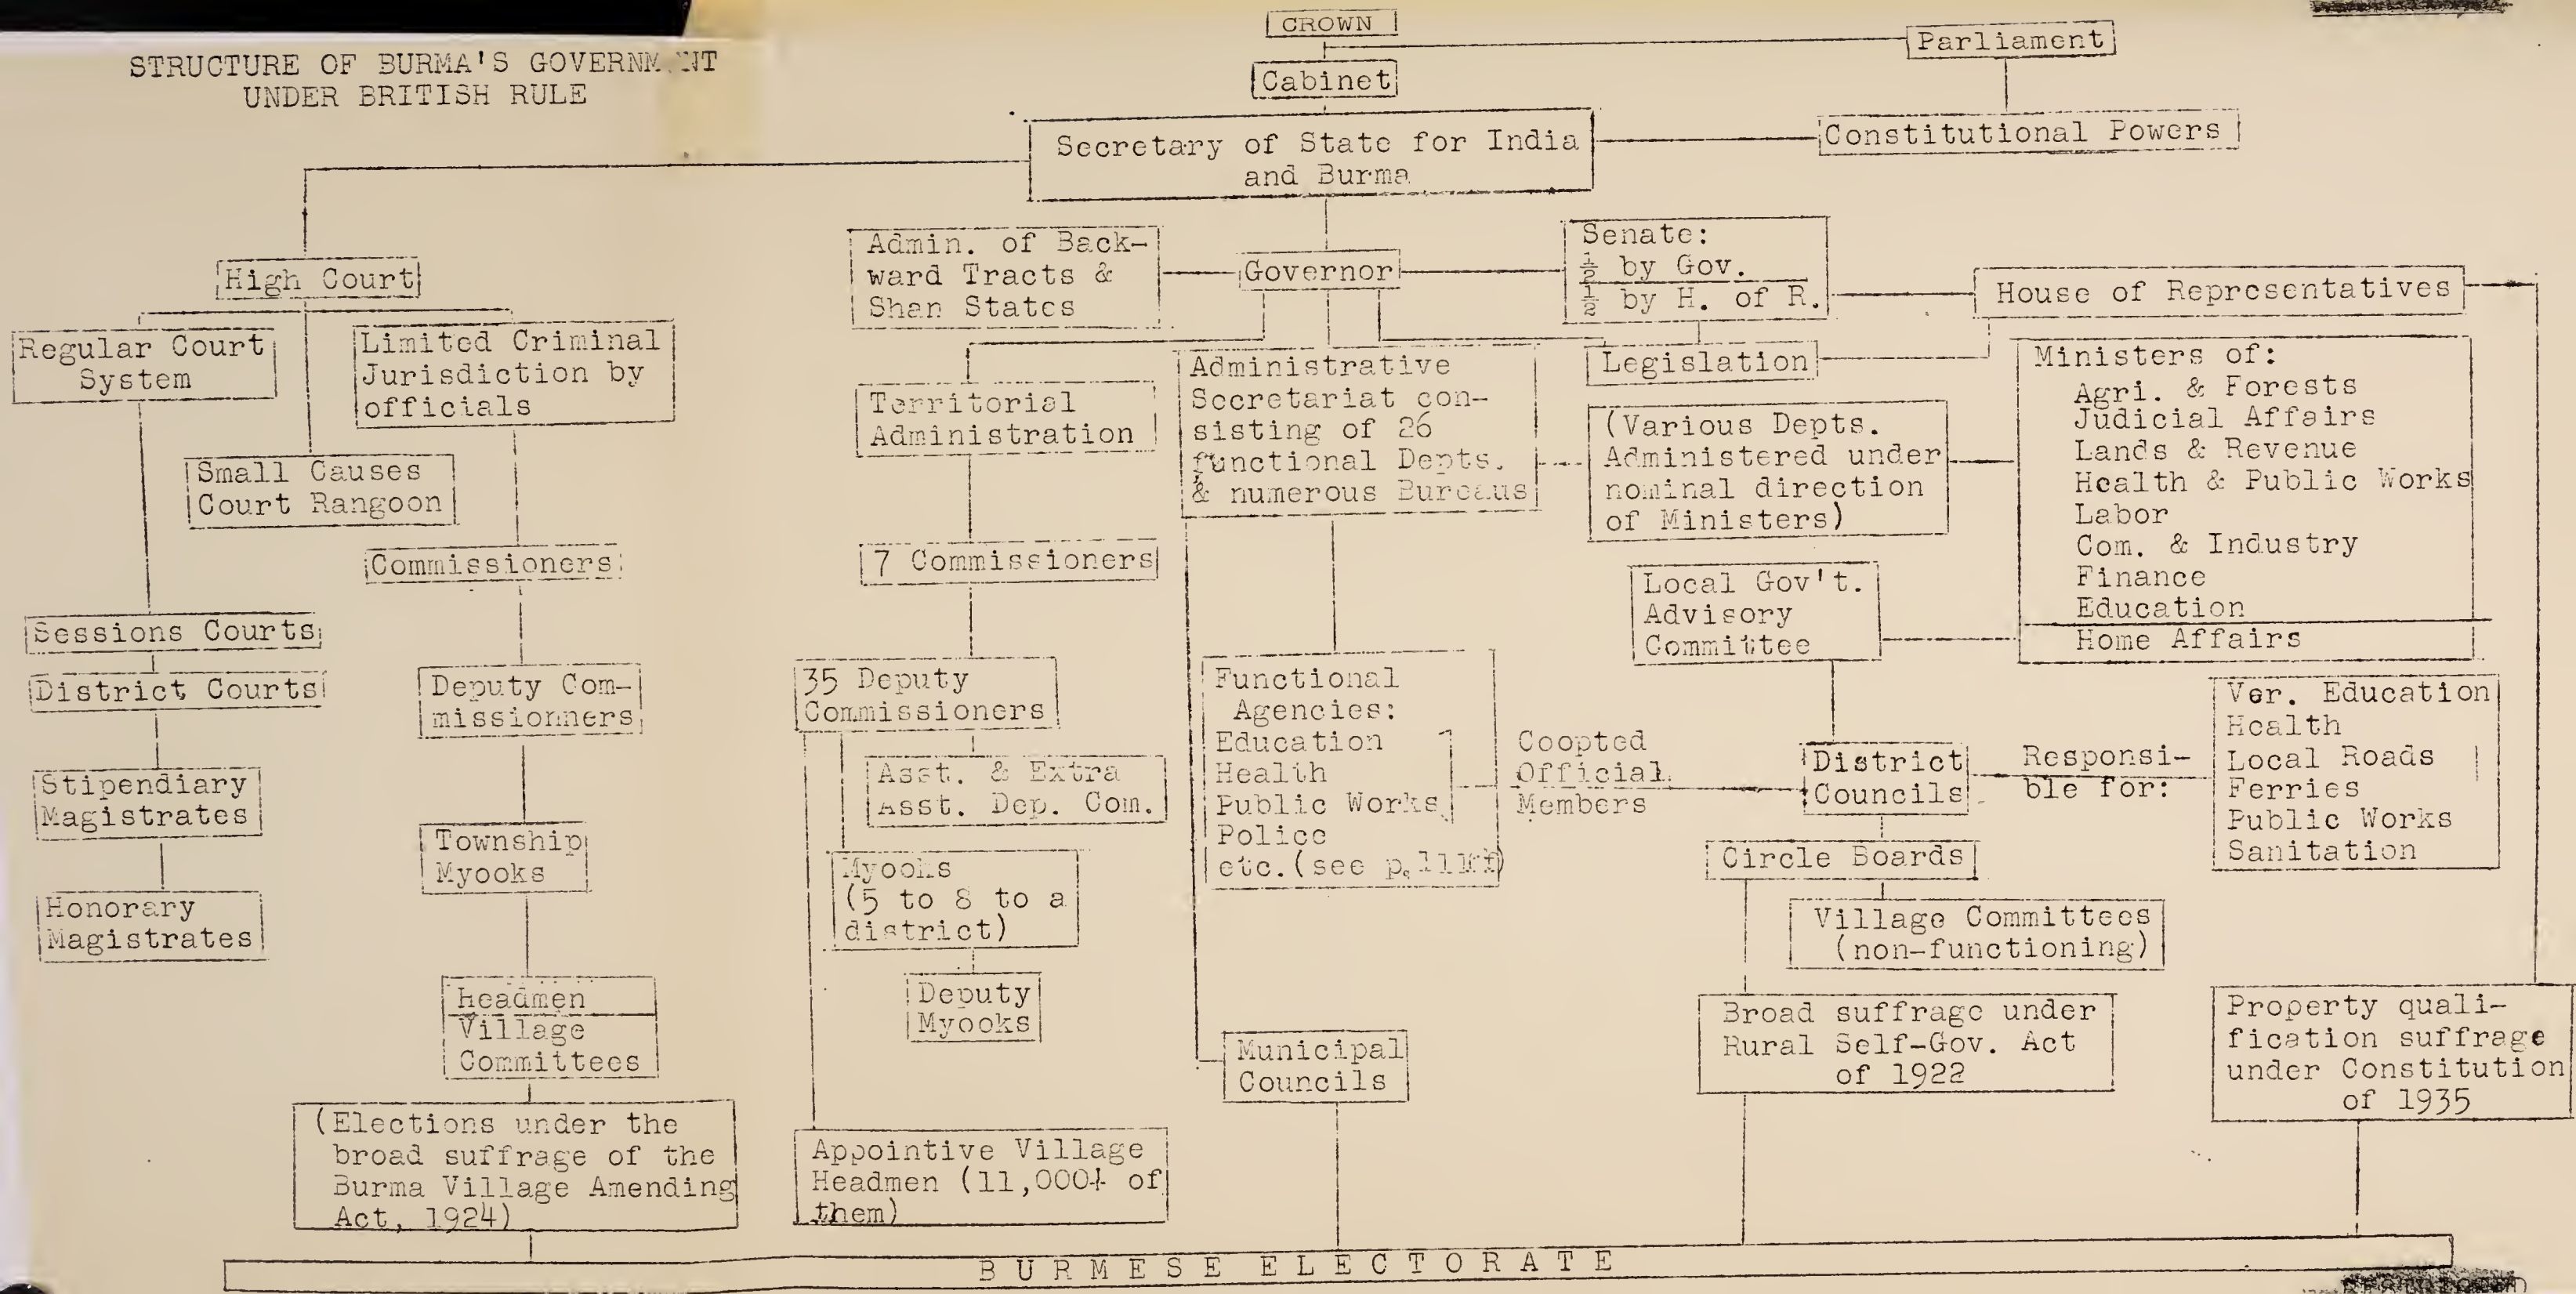 STRUCTURE OF BURMA'S GOVERNMENT
UNDER BRITISH RULE
CROWN
Parliament
Cabinet
Secretary of State for India
and Burma
Constitutional Powers
High Court
Regular Court
System
Limited Criminal
Jurisdiction by
officials
Small Causes
Court Rangoon
Commissioners
Sessions Courts
District Courts
Deputy Com-
missionners
Stipendiary
Magistrates
Township
Myooks
Honorary
Magistrates
Headmen
Village
Committees
(Elections under the
broad suffrage of the
Burma Village Amending
Act, 1924)
Admin. of Back-
ward Tracts &
Shan States
Governor
Senate:
½ by Gov.
½ by H. of R.
House of Representatives
Territorial
Administration
Administrative
Secretariat con-
sisting of 26
functional Depts.
& numerous Bureaus
Legislation
(Various Depts.
Administered under
nominal direction
of Ministers)
Ministers of:
Agri. & Forests
Judicial Affairs
Lands & Revenue
Health & Public Works
Labor
Com. & Industry
Finance
Education
Home Affairs
7 Commissioners
Local Gov't.
Advisory
Committee
35 Deputy
Commissioners
Asst. & Extra
Asst. Dep. Com.
Myooks
(5 to 8 to a
district)
Deputy
Myooks
Appointive Village
Headmen (11,000+ of
them)
Functional
Agencies:
Education
Health
Public Works
Police
etc. (see p.
Coopted
Official
Members
District
Councils
Responsi-
ble for:
Ver. Education
Health
Local Roads
Ferries
Public Works
Sanitation
Circle Boards
Village Committees
(non-functioning)
Municipal
Councils
Broad suffrage under
Rural Self-Gov. Act
of 1922
Property quali-
fication suffrage
under Constitution
of 1935
BURMESE ELECTORATE